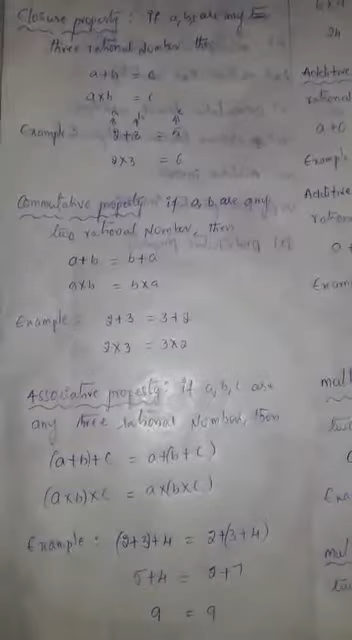 Closure property : If a, b, are any
three rational Number then
a+b = c
a×b = c
Example : 2+3 = 5
2×3 = 6
Commutative property if a, b, are any
two rational Number, then
a+b = b+a
a×b = b×a
Example : 2+3 = 3+2
2×3 = 3×2
Associative property : if a, b, c are
any three rational Number, then
(a+b)+c = a+(b+c)
(a×b)×c = a×(b×c)
Example : (2+3)+4 = 2+(3+4)
5+4 = 2+7
9 = 9
Additive
rational
a+c
Example
Additive
ration
a+
Exam
mul
Exa
mul